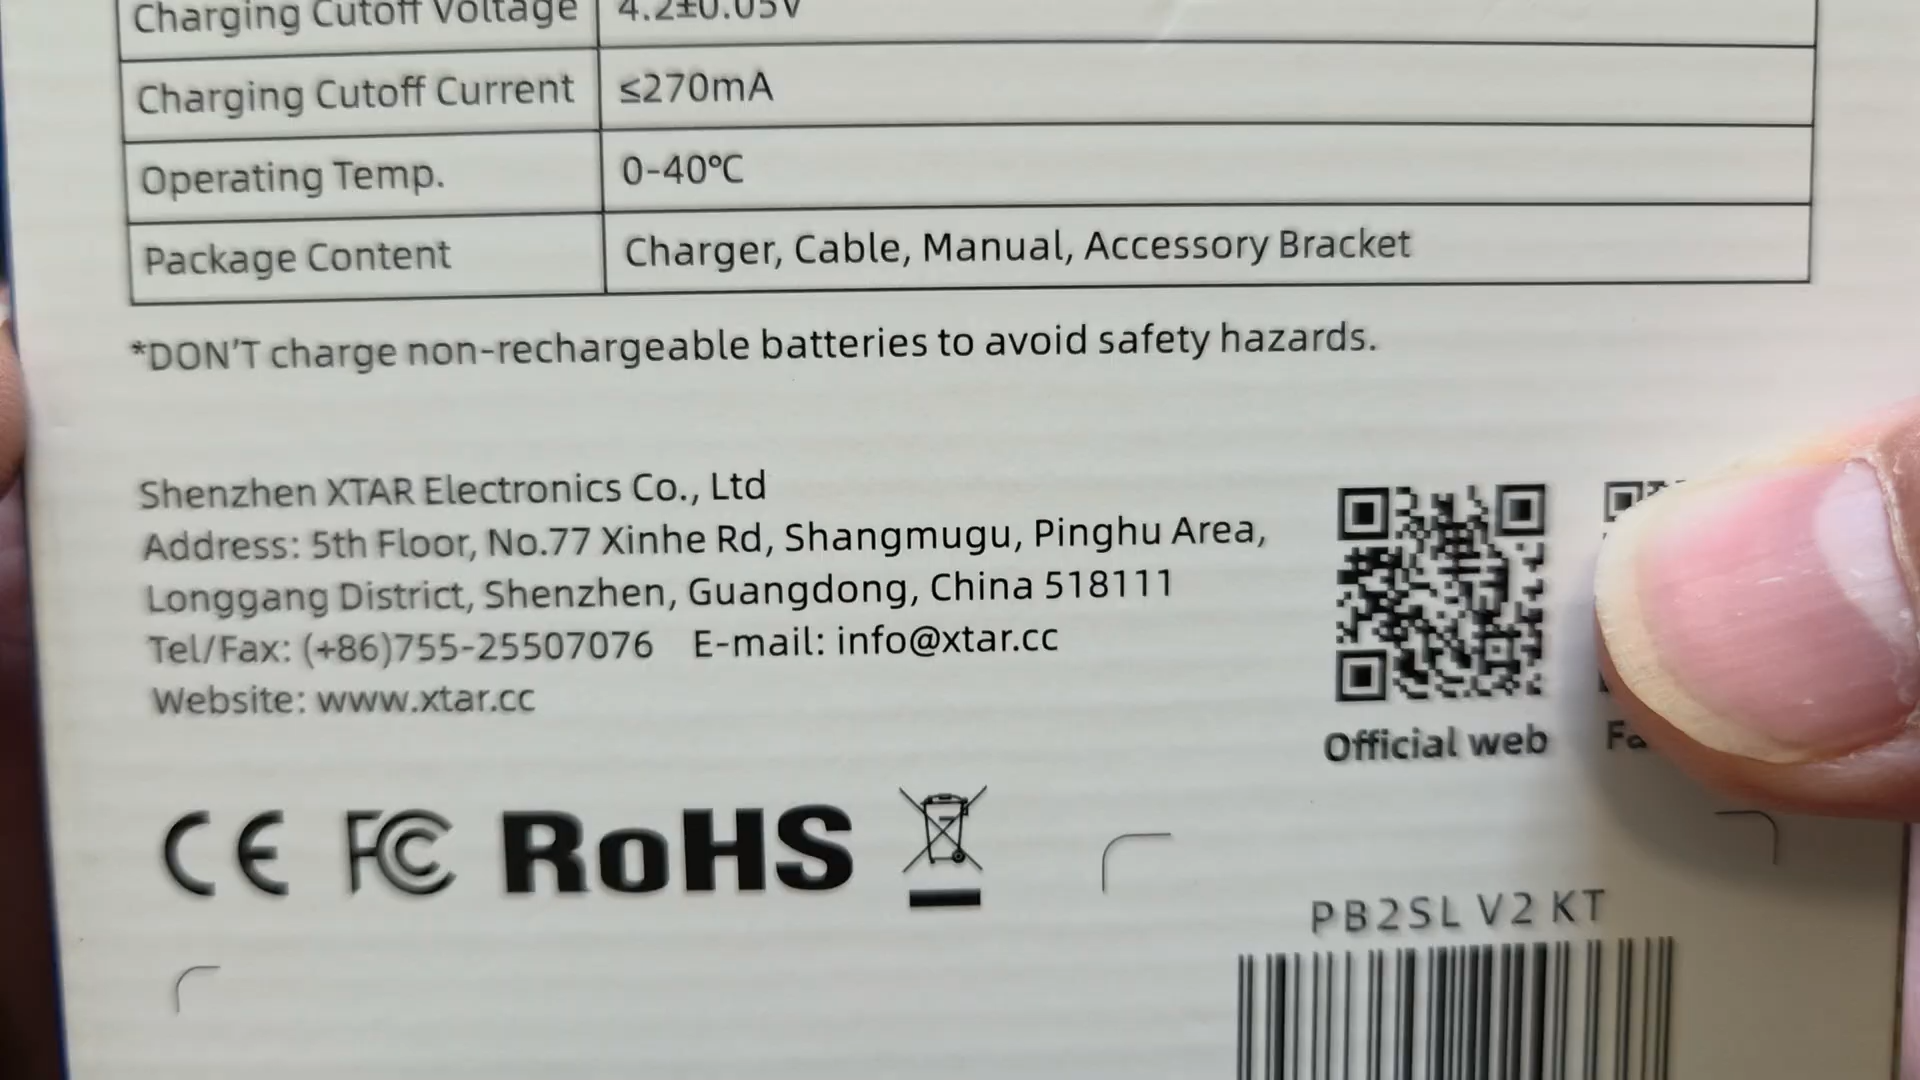 Charging Cutoff Voltage 4.2±0.05V
Charging Cutoff Current ≤270mA
Operating Temp. 0-40℃
Package Content Charger, Cable, Manual, Accessory Bracket
*DON'T charge non-rechargeable batteries to avoid safety hazards.
Shenzhen XTAR Electronics Co., Ltd
Address: 5th Floor, No.77 Xinhe Rd, Shangmugu, Pinghu Area,
Longgang District, Shenzhen, Guangdong, China 518111
Tel/Fax: (+86)755-25507076 E-mail: info@xtar.cc
Website: www.xtar.cc
Official web
CE FC RoHS
PB2SL V2 KT